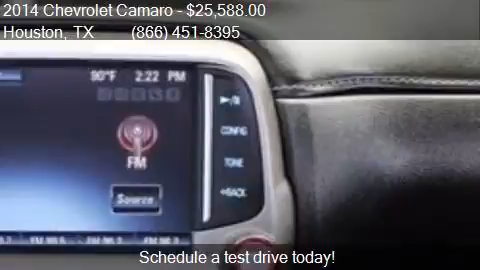 2014 Chevrolet Camaro - $25,588.00
Houston, TX (866) 451-8395
90°F 2:22 PM
CONFIG
FM
TONE
Source
BACK
Schedule a test drive today!